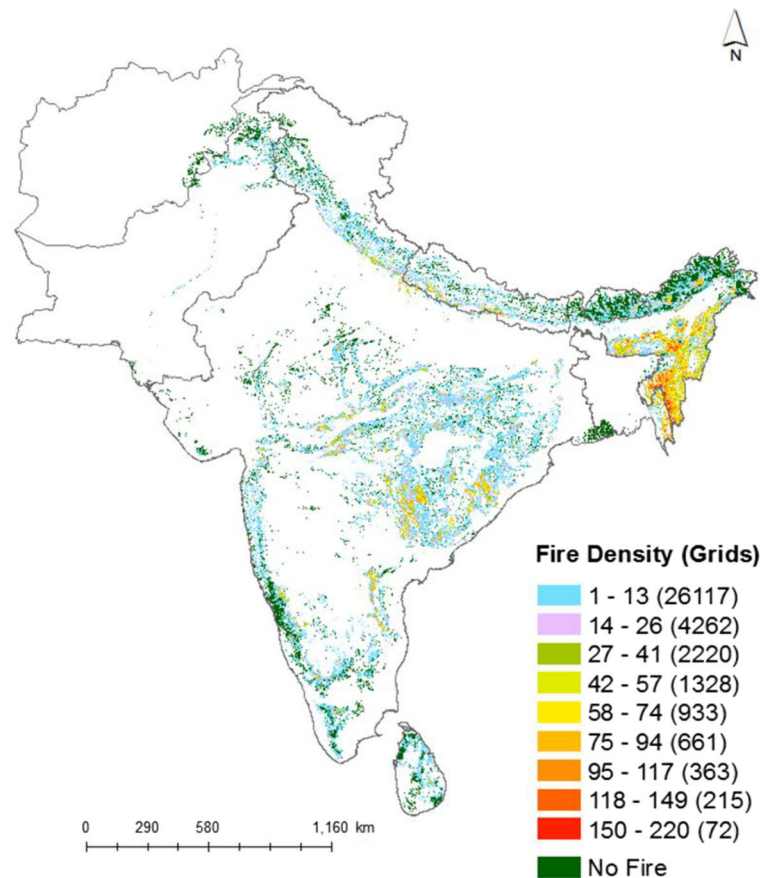 N
Fire Density (Grids)
1 - 13 (26117)
14 - 26 (4262)
27 - 41 (2220)
42 - 57 (1328)
58 - 74 (933)
75 - 94 (661)
95 - 117 (363)
118 - 149 (215)
150 - 220 (72)
No Fire
0 290 580 1,160 km